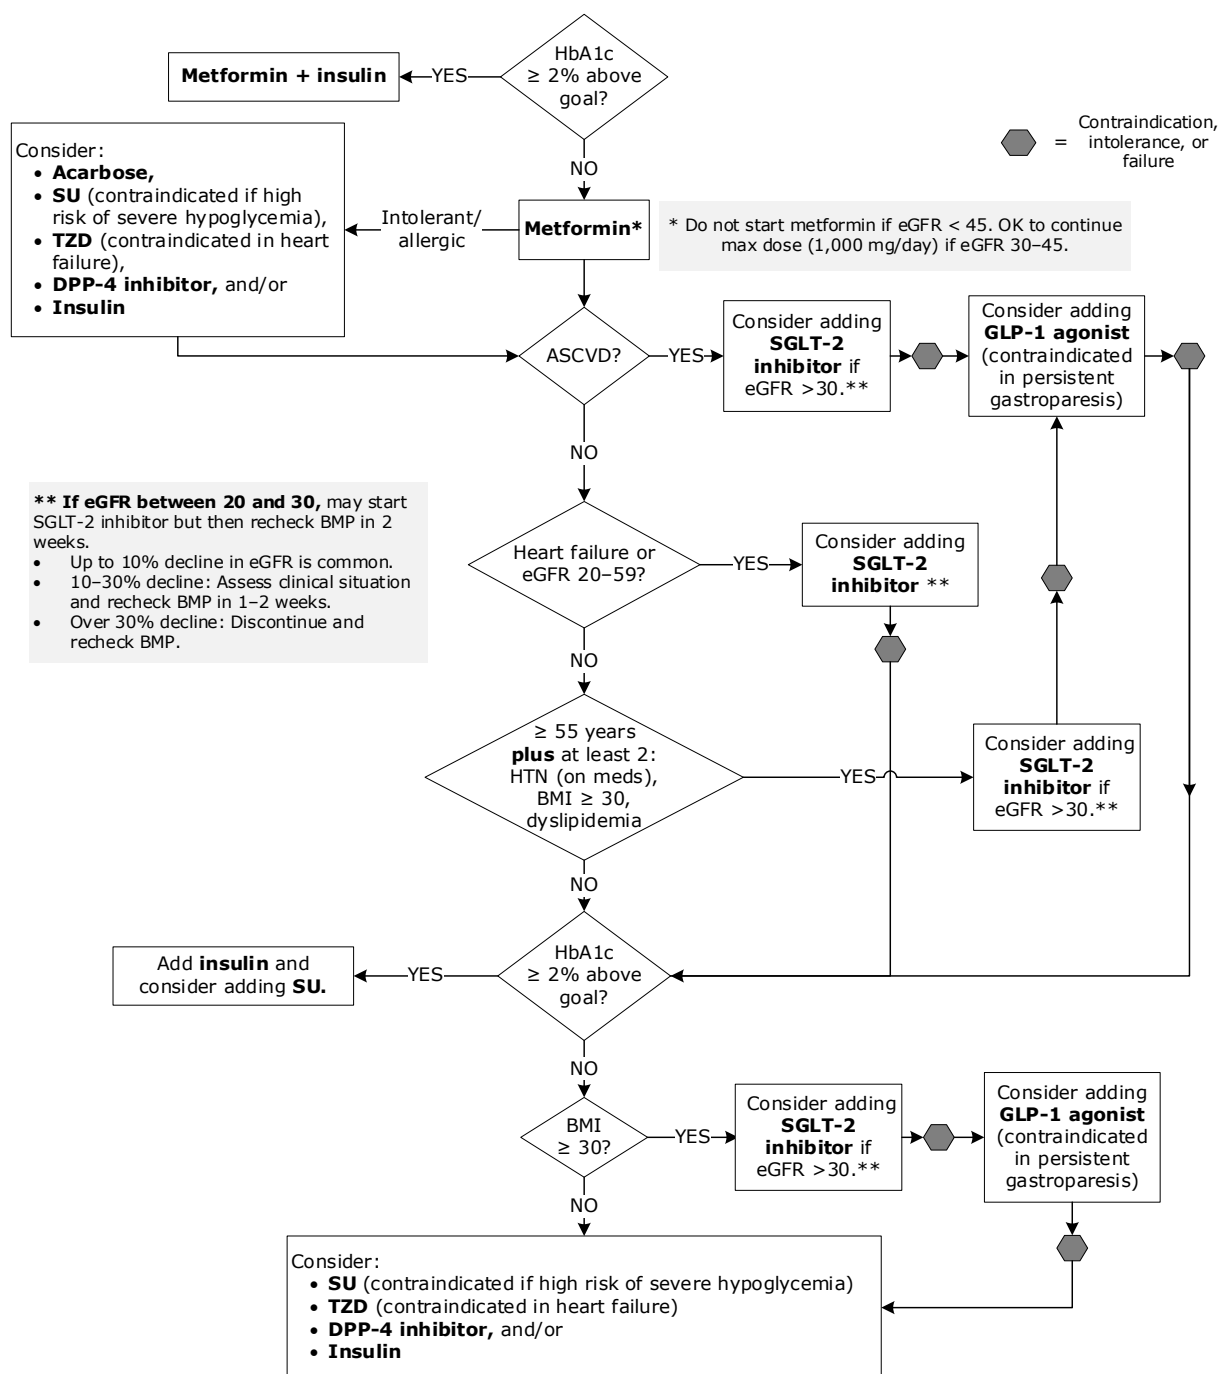 HbA1c
≥ 2% above
goal?
YES
Metformin + insulin
NO
= Contraindication,
intolerance, or
failure
Consider:
• Acarbose,
• SU (contraindicated if high
risk of severe hypoglycemia),
• TZD (contraindicated in heart
failure),
• DPP-4 inhibitor, and/or
• Insulin
Intolerant/
allergic
Metformin*
* Do not start metformin if eGFR < 45. OK to continue
max dose (1,000 mg/day) if eGFR 30–45.
ASCVD?
YES
Consider adding
SGLT-2
inhibitor if
eGFR >30.**
Consider adding
GLP-1 agonist
(contraindicated
in persistent
gastroparesis)
NO
** If eGFR between 20 and 30, may start
SGLT-2 inhibitor but then recheck BMP in 2
weeks.
• Up to 10% decline in eGFR is common.
• 10–30% decline: Assess clinical situation
and recheck BMP in 1–2 weeks.
• Over 30% decline: Discontinue and
recheck BMP.
Heart failure or
eGFR 20–59?
YES
Consider adding
SGLT-2
inhibitor **
NO
≥ 55 years
plus at least 2:
HTN (on meds),
BMI ≥ 30,
dyslipidemia
YES
Consider adding
SGLT-2
inhibitor if
eGFR >30.**
NO
HbA1c
≥ 2% above
goal?
YES
Add insulin and
consider adding SU.
NO
BMI
≥ 30?
YES
Consider adding
SGLT-2
inhibitor if
eGFR >30.**
Consider adding
GLP-1 agonist
(contraindicated
in persistent
gastroparesis)
NO
Consider:
• SU (contraindicated if high risk of severe hypoglycemia)
• TZD (contraindicated in heart failure)
• DPP-4 inhibitor, and/or
• Insulin